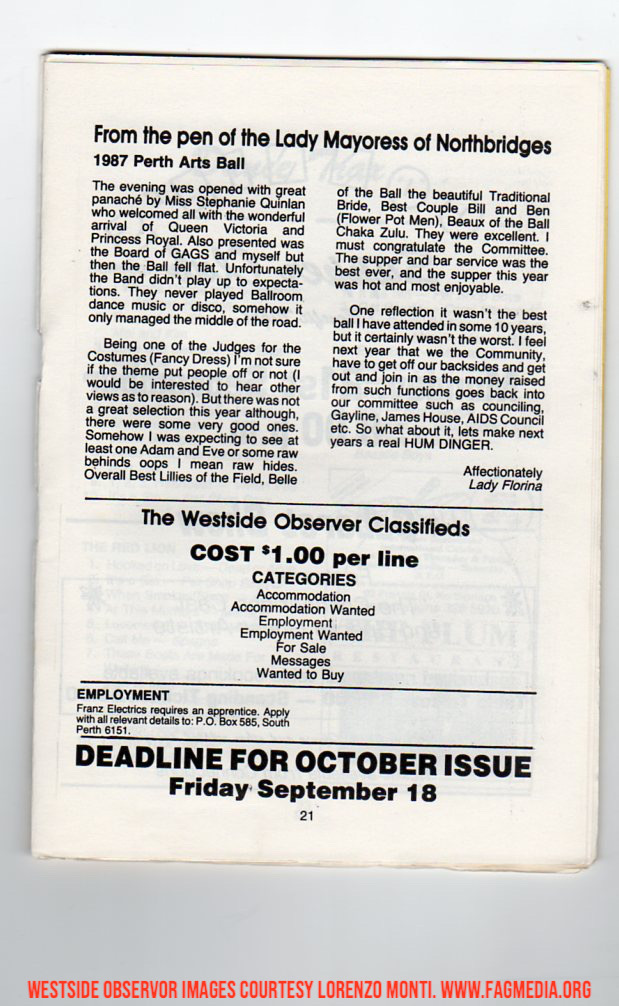 From the pen of the Lady Mayoress of Northbridges
1987 Perth Arts Ball
The evening was opened with great
panaché by Miss Stephanie Quinlan
who welcomed all with the wonderful
arrival of Queen Victoria and
Princess Royal. Also presented was
the Board of GAGS and myself but
then the Ball fell flat. Unfortunately
the Band didn't play up to expecta-
tions. They never played Ballroom
dance music or disco, somehow it
only managed the middle of the road.
Being one of the Judges for the
Costumes (Fancy Dress) I'm not sure
if the theme put people off or not (I
would be interested to hear other
views as to reason). But there was not
a great selection this year although,
there were some very good ones.
Somehow I was expecting to see at
least one Adam and Eve or some raw
behinds oops I mean raw hides.
Overall Best Lillies of the Field, Belle
of the Ball the beautiful Traditional
Bride, Best Couple Bill and Ben
(Flower Pot Men), Beaux of the Ball
Chaka Zulu. They were excellent. I
must congratulate the Committee.
The supper and bar service was the
best ever, and the supper this year
was hot and most enjoyable.
One reflection it wasn't the best
ball I have attended in some 10 years,
but it certainly wasn't the worst. I feel
next year that we the Community,
have to get off our backsides and get
out and join in as the money raised
from such functions goes back into
our committee such as counciling,
Gayline, James House, AIDS Council
etc. So what about it, lets make next
years a real HUM DINGER.
Affectionately
Lady Florina
The Westside Observer Classifieds
COST $1.00 per line
CATEGORIES
Accommodation
Accommodation Wanted
Employment
Employment Wanted
For Sale
Messages
Wanted to Buy
EMPLOYMENT
Franz Electrics requires an apprentice. Apply
with all relevant details to: P.O. Box 585, South
Perth 6151.
DEADLINE FOR OCTOBER ISSUE
Friday September 18
21
WESTSIDE OBSERVOR IMAGES COURTESY LORENZO MONTI. WWW.FAGMEDIA.ORG